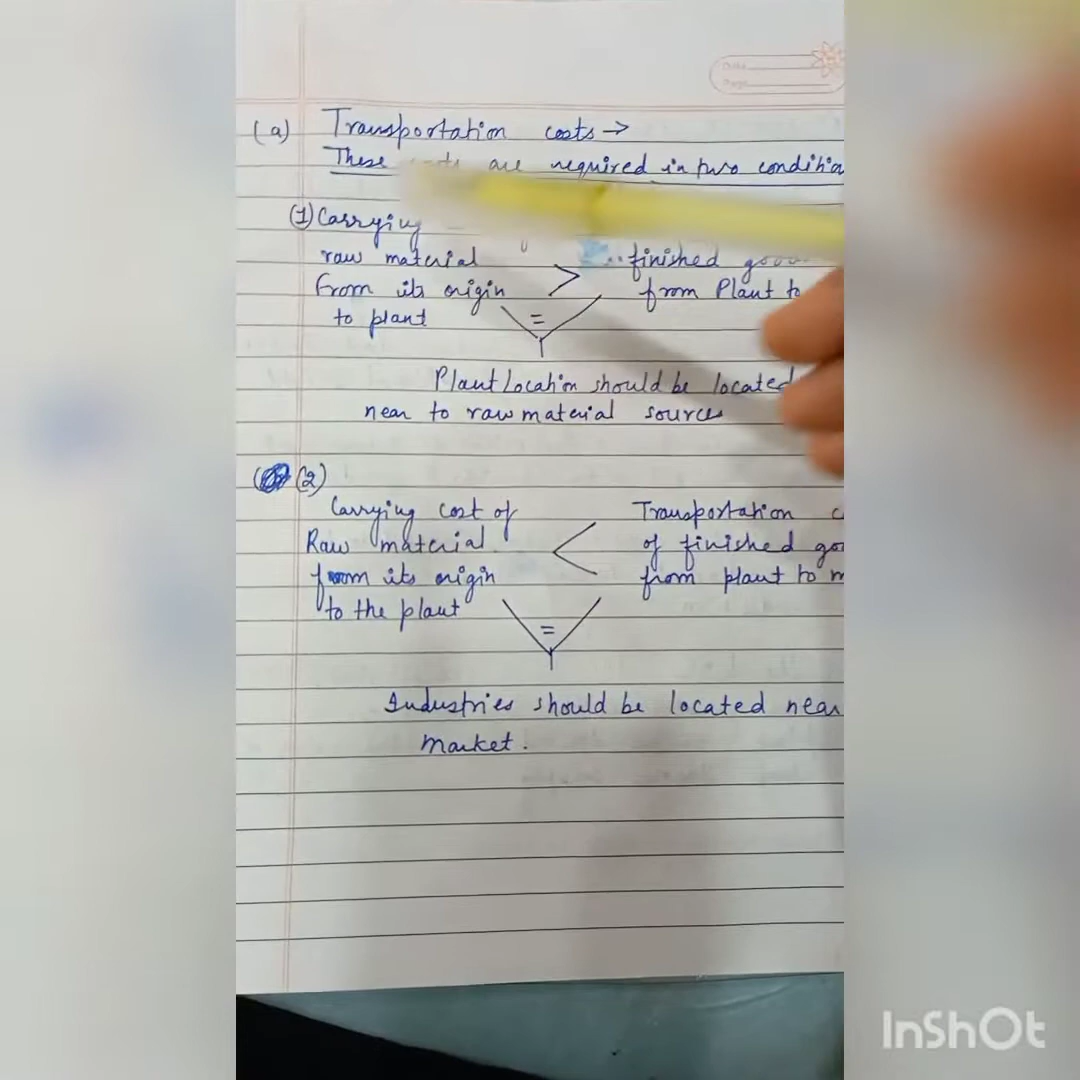 Date
Page
(a) Transportation costs →
These are required in two
(1) Carrying
raw material > finished
From its origin from Plant to
to plant =
Plant Location should be located
near to raw material sources
(2)
Carrying cost of Transportation
Raw material < of finished
from its origin from plant to
to the plant =
Industries should be located near
Market.
InShOt